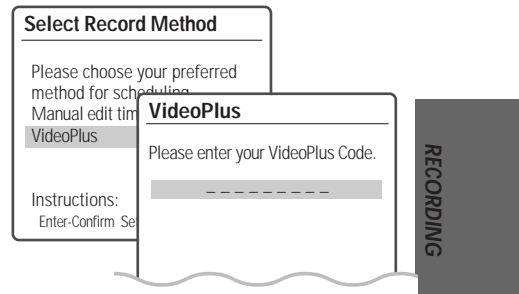 Select Record Method
Please choose your preferred
method for scheduling
Manual edit tim
VideoPlus
Instructions:
Enter-Confirm Se
VideoPlus
Please enter your VideoPlus Code.
_ _ _ _ _ _ _ _ _
RECORDING